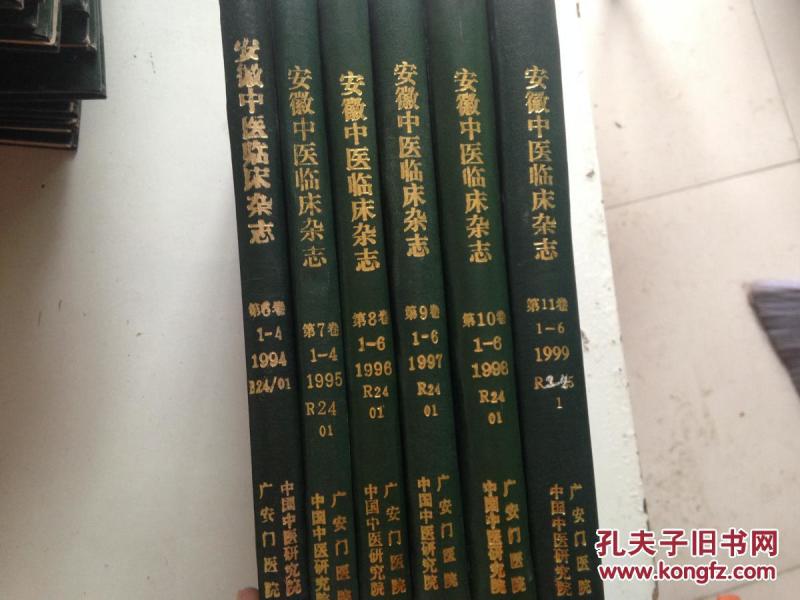 安徽中医临床杂志
第6卷
1-4
1994
R24/01
中国中医研究院
广安门医院
安徽中医临床杂志
第7卷
1-4
1995
R24
01
广安门医院
中国中医研究院
安徽中医临床杂志
第8卷
1-6
1996
R24
01
广安门医院
中国中医研究院
安徽中医临床杂志
第9卷
1-6
1997
R24
01
广安门医院
中国中医研究院
安徽中医临床杂志
第10卷
1-6
1998
R24
01
广安门医院
中国中医研究院
安徽中医临床杂志
第11卷
1-6
1999
1
广安门医院
中国中医研究院
孔夫子旧书网
www.kongfz.com